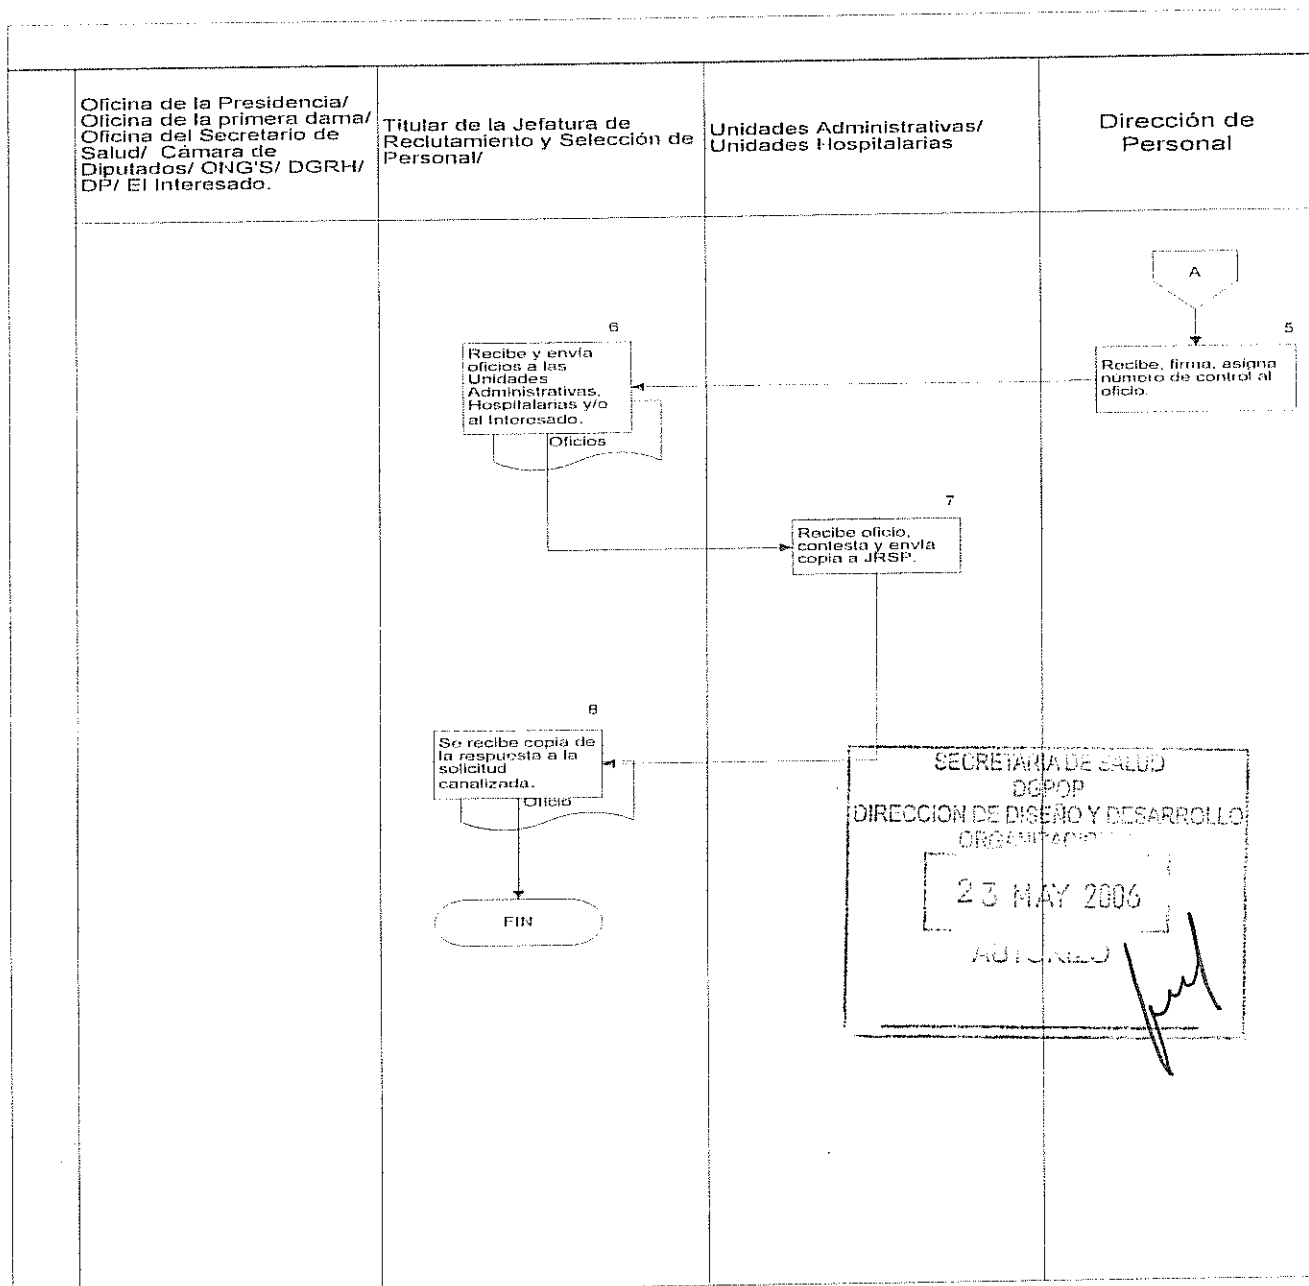 Oficina de la Presidencia/
Oficina de la primera dama/
Oficina del Secretario de
Salud/ Cámara de
Diputados/ ONG'S/ DGRH/
DP/ El Interesado.
Titular de la Jefatura de
Reclutamiento y Selección de
Personal/
Unidades Administrativas/
Unidades Hospitalarias
Dirección de
Personal
A
5
Recibe, firma, asigna
número de control al
oficio.
6
Recibe y envía
oficios a las
Unidades
Administrativas,
Hospitalarias y/o
al Interesado.
Oficios
7
Recibe oficio,
contesta y envía
copia a JRSP.
8
Se recibe copia de
la respuesta a la
solicitud
canalizada.
Oficio
FIN
SECRETARIA DE SALUD
DGPOP
DIRECCION DE DISEÑO Y DESARROLLO
23 MAY 2006